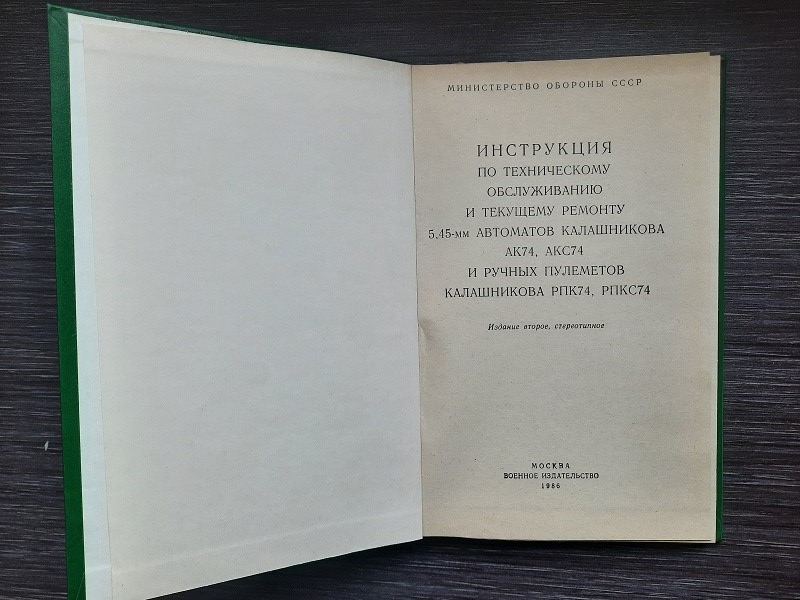 МИНИСТЕРСТВО ОБОРОНЫ СССР
ИНСТРУКЦИЯ
ПО ТЕХНИЧЕСКОМУ
ОБСЛУЖИВАНИЮ
И ТЕКУЩЕМУ РЕМОНТУ
5,45-мм АВТОМАТОВ КАЛАШНИКОВА
АК74, АКС74
И РУЧНЫХ ПУЛЕМЕТОВ
КАЛАШНИКОВА РПК74, РПКС74
Издание второе, стереотипное
МОСКВА
ВОЕННОЕ ИЗДАТЕЛЬСТВО
1986